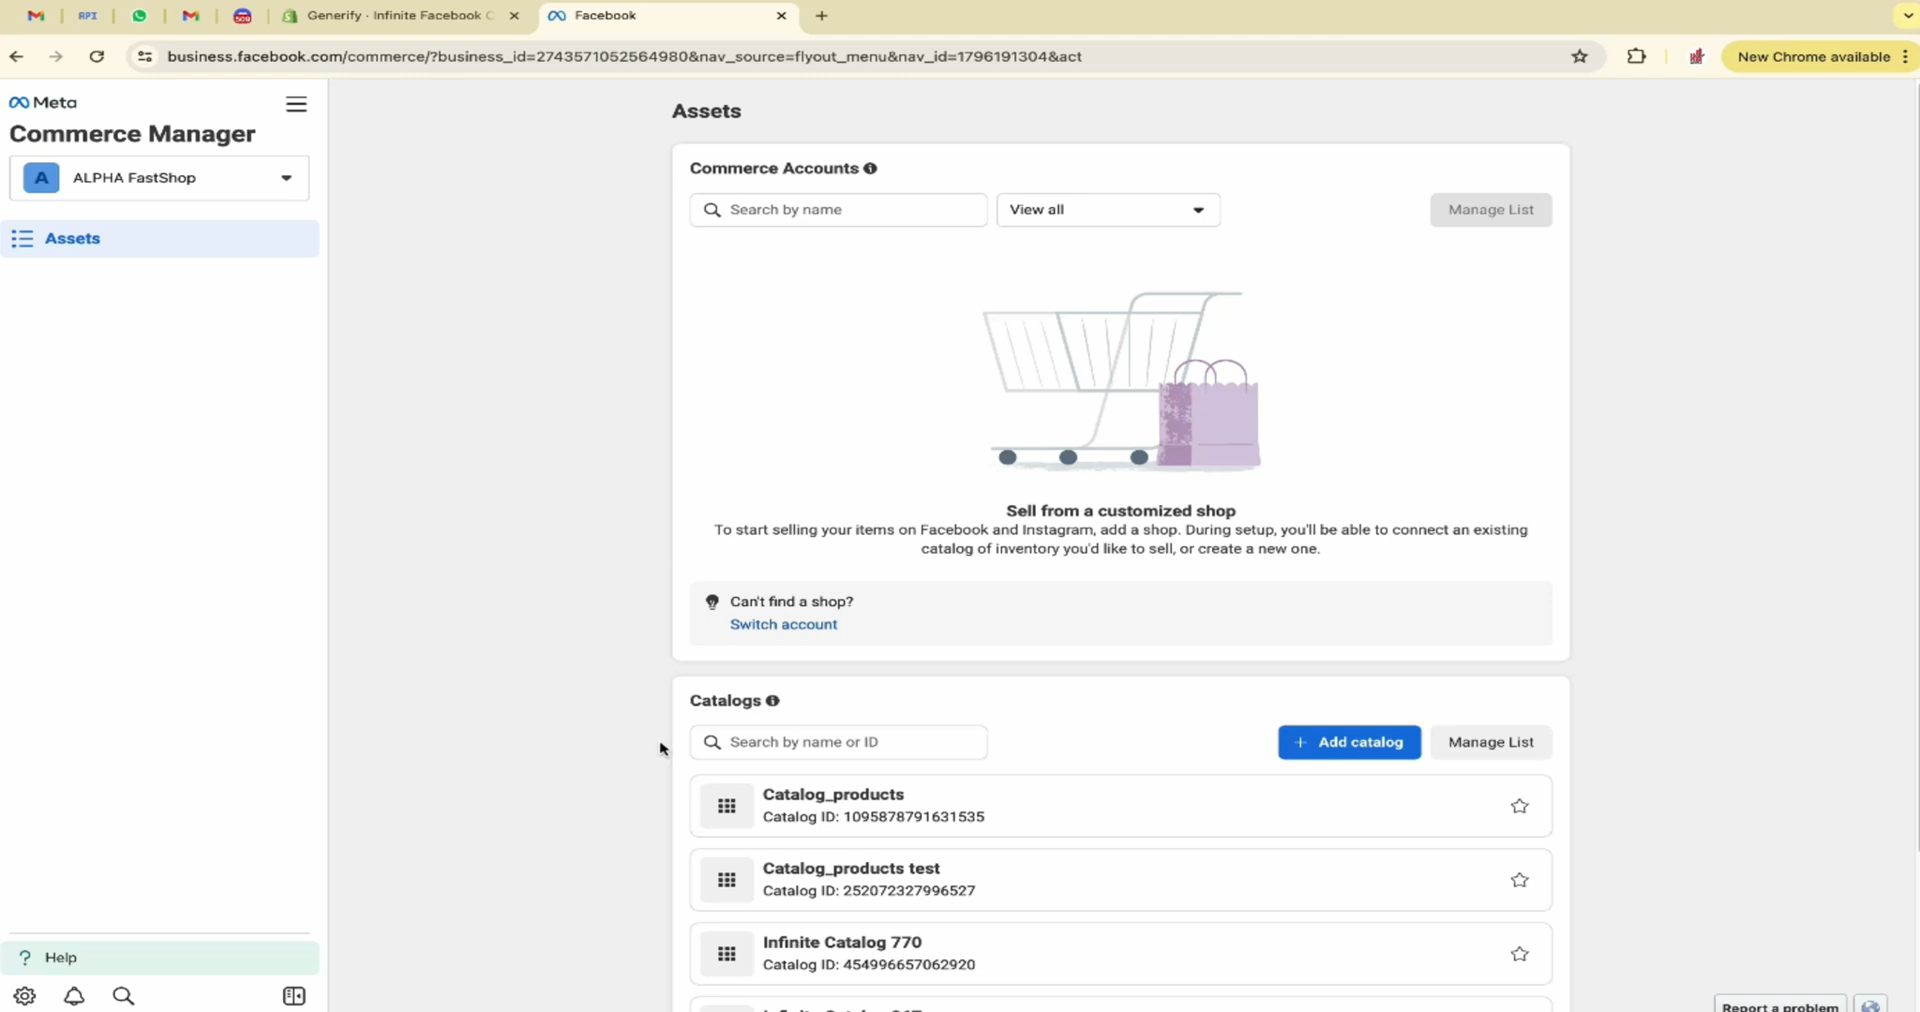 API
Generify · Infinite Facebook C
Facebook
business.facebook.com/commerce/?business_id=2743571052564980&nav_source=flyout_menu&nav_id=1796191304&act
New Chrome available
Meta
Commerce Manager
A ALPHA FastShop
Assets
Help
Assets
Commerce Accounts
Search by name
View all
Manage List
Sell from a customized shop
To start selling your items on Facebook and Instagram, add a shop. During setup, you'll be able to connect an existing
catalog of inventory you'd like to sell, or create a new one.
Can't find a shop?
Switch account
Catalogs
Search by name or ID
+ Add catalog
Manage List
Catalog_products
Catalog ID: 1095878791631535
Catalog_products test
Catalog ID: 252072327996527
Infinite Catalog 770
Catalog ID: 454996657062920
Report a problem